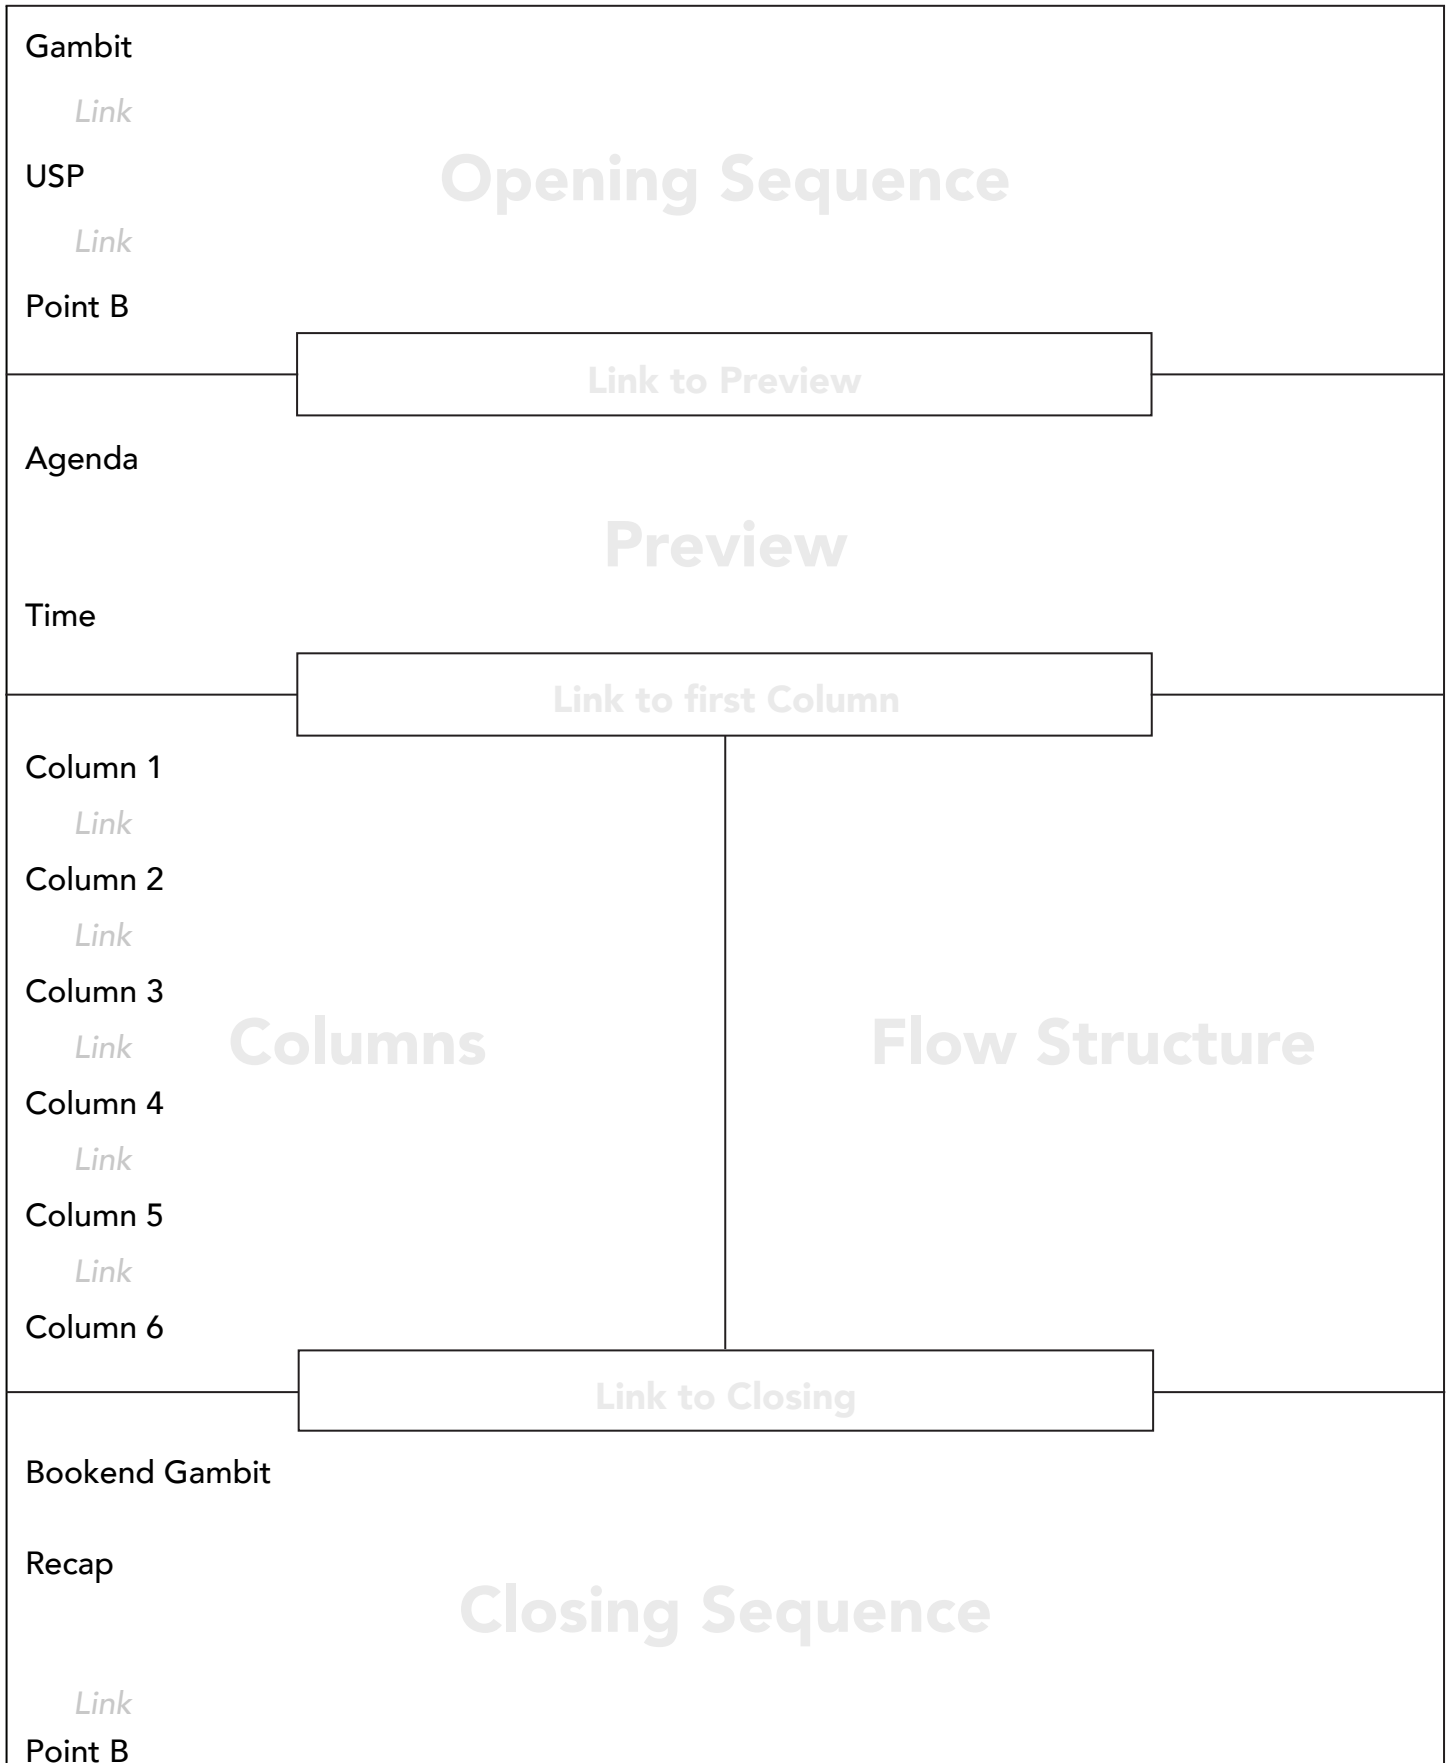 Gambit
Link
Opening Sequence
USP
Link
Point B
Link to Preview
Agenda
Preview
Time
Link to first Column
Column 1
Link
Column 2
Link
Column 3
Link
Columns
Flow Structure
Column 4
Link
Column 5
Link
Column 6
Link to Closing
Bookend Gambit
Recap
Closing Sequence
Link
Point B